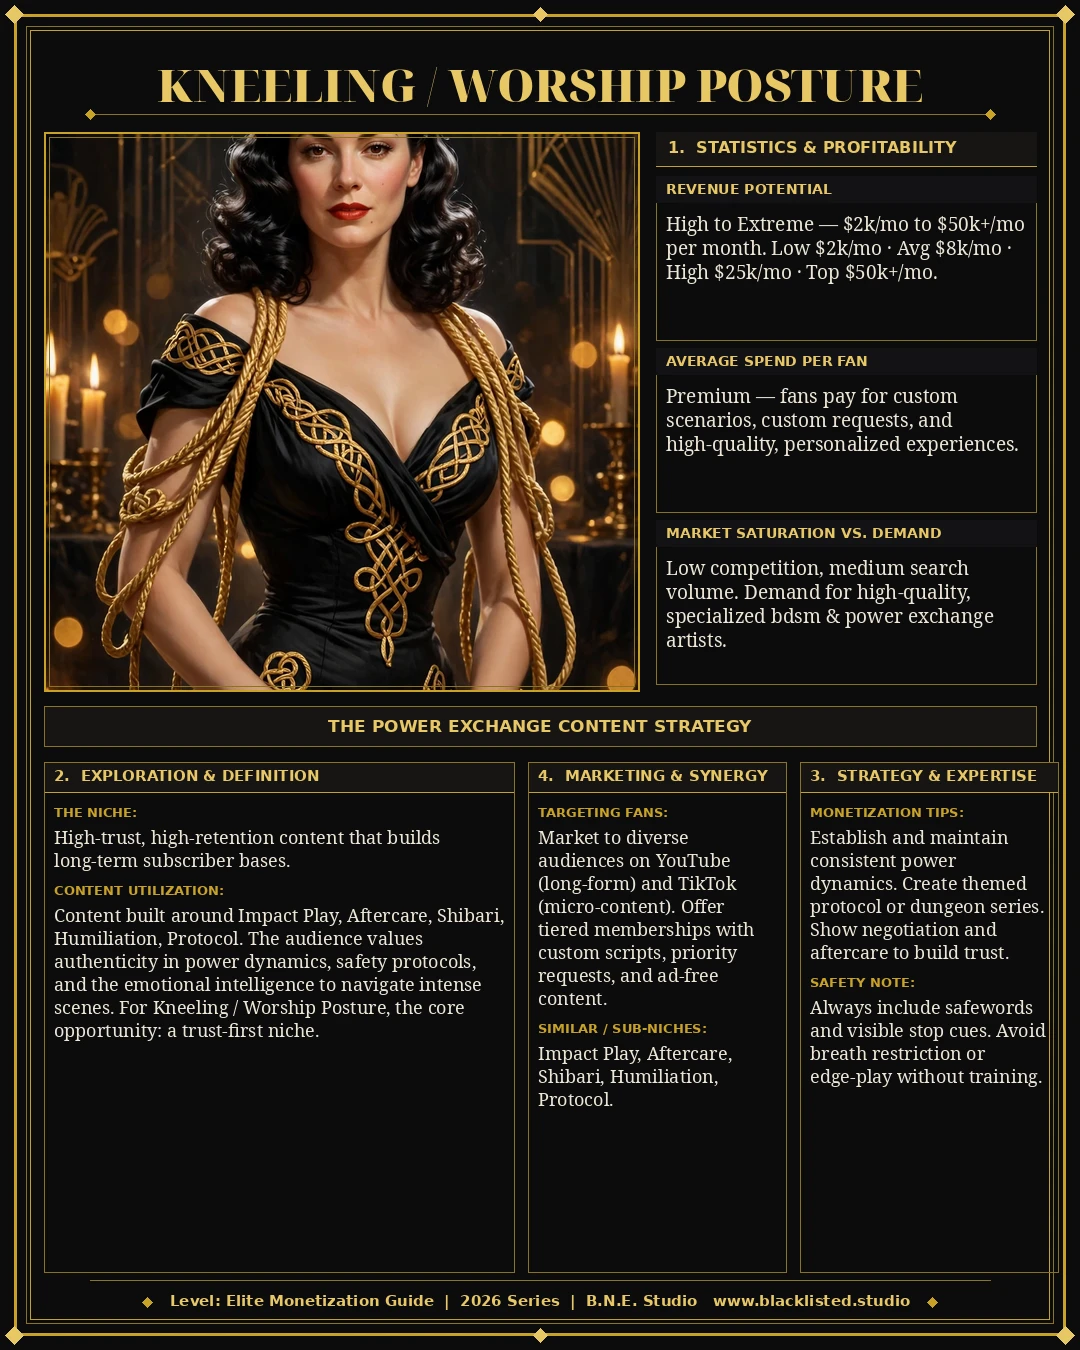 KNEELING / WORSHIP POSTURE
1. STATISTICS & PROFITABILITY
REVENUE POTENTIAL
High to Extreme — $2k/mo to $50k+/mo
per month. Low $2k/mo · Avg $8k/mo ·
High $25k/mo · Top $50k+/mo.
AVERAGE SPEND PER FAN
Premium — fans pay for custom
scenarios, custom requests, and
high-quality, personalized experiences.
MARKET SATURATION VS. DEMAND
Low competition, medium search
volume. Demand for high-quality,
specialized bdsm & power exchange
artists.
THE POWER EXCHANGE CONTENT STRATEGY
2. EXPLORATION & DEFINITION
THE NICHE:
High-trust, high-retention content that builds
long-term subscriber bases.
CONTENT UTILIZATION:
Content built around Impact Play, Aftercare, Shibari,
Humiliation, Protocol. The audience values
authenticity in power dynamics, safety protocols,
and the emotional intelligence to navigate intense
scenes. For Kneeling / Worship Posture, the core
opportunity: a trust-first niche.
4. MARKETING & SYNERGY
TARGETING FANS:
Market to diverse
audiences on YouTube
(long-form) and TikTok
(micro-content). Offer
tiered memberships with
custom scripts, priority
requests, and ad-free
content.
SIMILAR / SUB-NICHES:
Impact Play, Aftercare,
Shibari, Humiliation,
Protocol.
3. STRATEGY & EXPERTISE
MONETIZATION TIPS:
Establish and maintain
consistent power
dynamics. Create themed
protocol or dungeon series.
Show negotiation and
aftercare to build trust.
SAFETY NOTE:
Always include safewords
and visible stop cues. Avoid
breath restriction or
edge-play without training.
Level: Elite Monetization Guide | 2026 Series | B.N.E. Studio www.blacklisted.studio